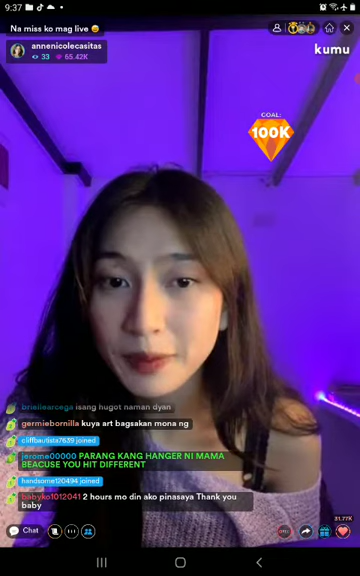 9:37
Na miss ko mag live 😄
annenicolecasitas
33 65.42K
kumu
GOAL:
100K
briellearcega isang hugot naman dyan
germiebornilla kuya art bagsakan mona ng
cliffbautista7639 joined
jerome00000 PARANG KANG HANGER NI MAMA
BEACUSE YOU HIT DIFFERENT
handsome120494 joined
babyko1012041 2 hours mo din ako pinasaya Thank you
baby
31.77K
Chat